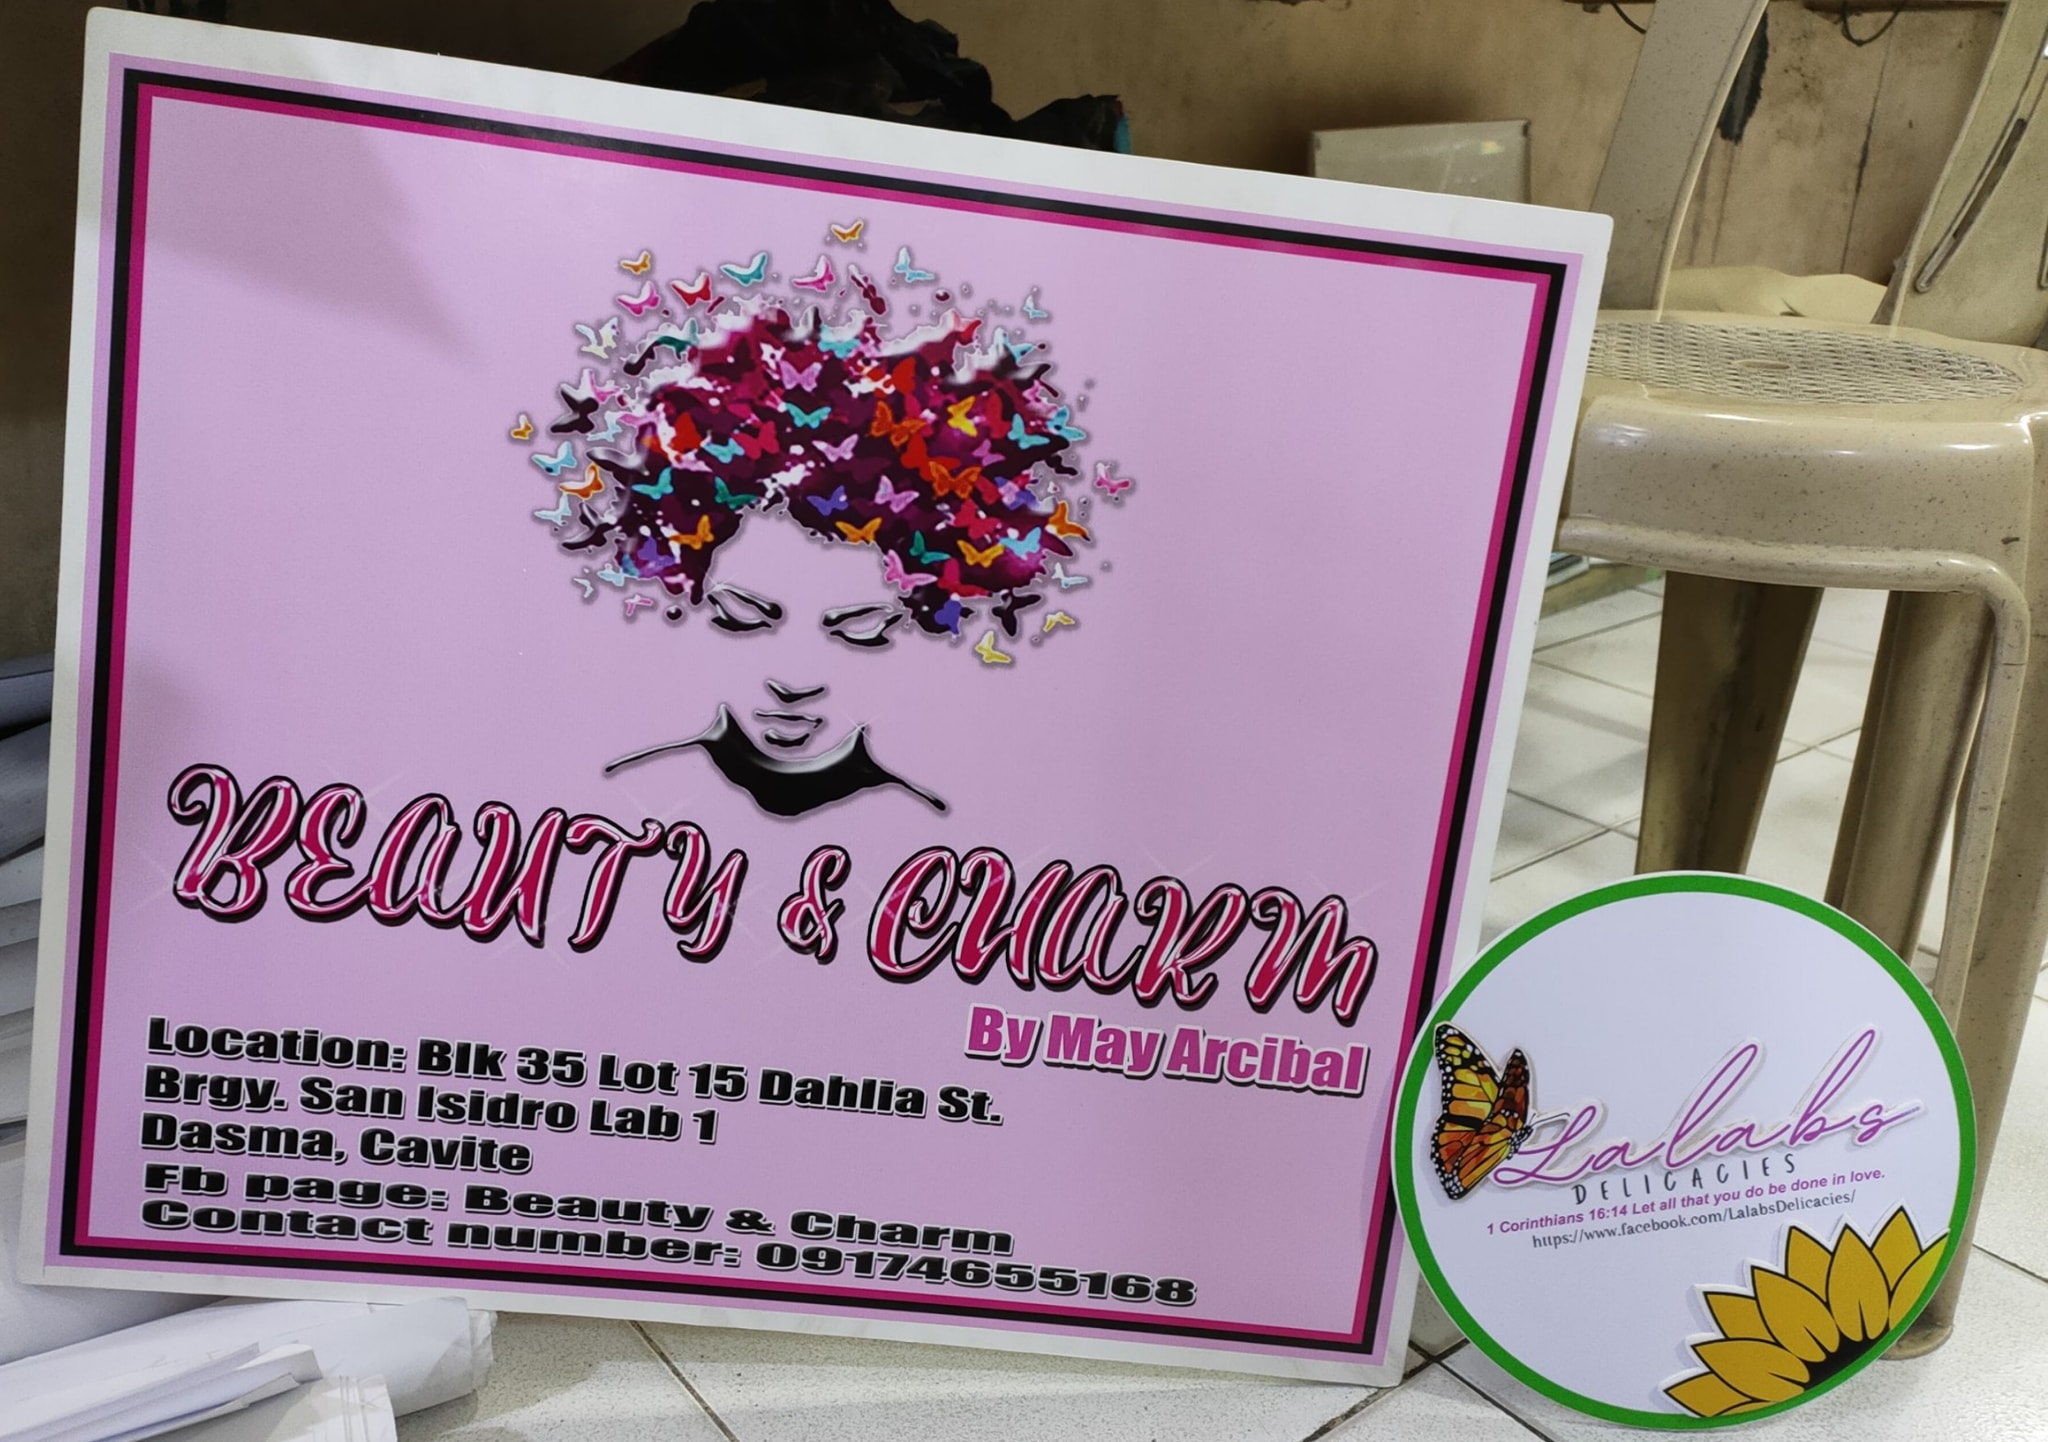 BEAUTY & CHARM
By May Arcibal
Location: Blk 35 Lot 15 Dahlia St.
Brgy. San Isidro Lab 1
Dasma, Cavite
Fb page: Beauty & Charm
Contact number: 09174655168
Lalabs
DELICACIES
1 Corinthians 16:14 Let all that you do be done in love.
https://www.facebook.com/LalabsDelicacies/